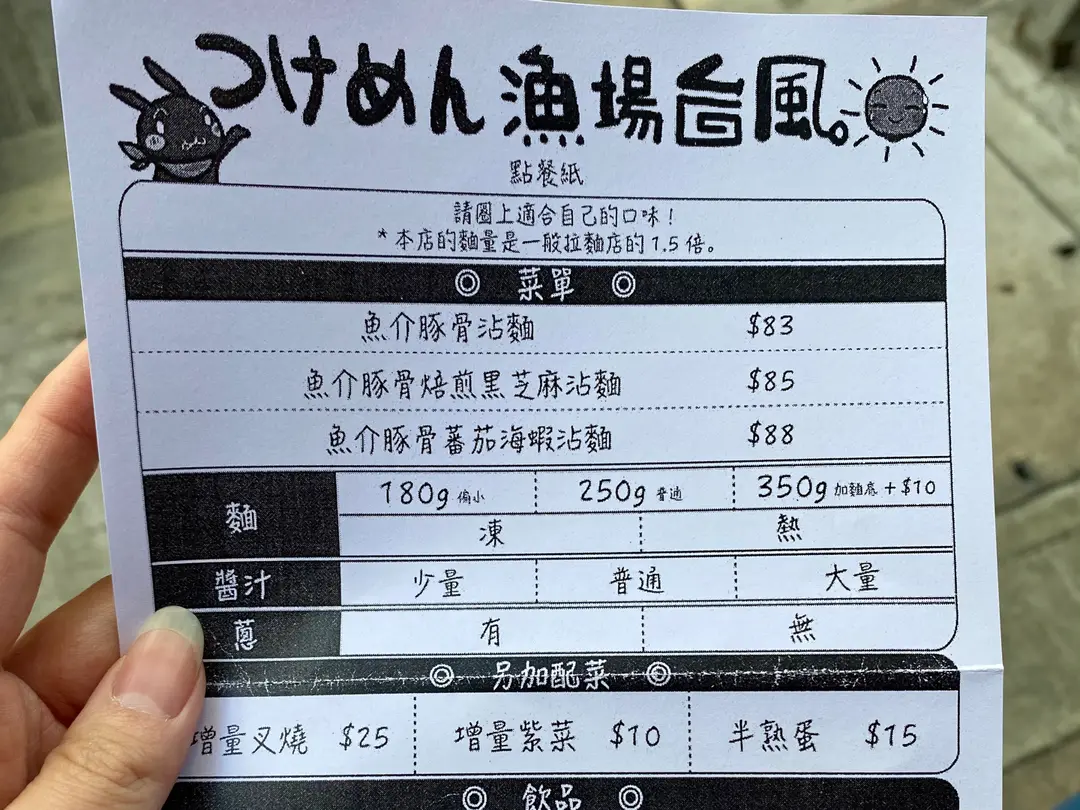 つけめん 漁場台風。
點餐紙
請圈上適合自己的口味！
*本店的麵量是一般拉麵店的1.5倍。
◎ 菜單 ◎
魚介豚骨沾麵 $83
魚介豚骨焙煎黑芝麻沾麵 $85
魚介豚骨蕃茄海蝦沾麵 $88
麵 180g 偏小 250g 普通 350g 加麵底 +$10
凍 熱
醬汁 少量 普通 大量
蔥 有 無
◎ 另加配菜 ◎
增量叉燒 $25 增量紫菜 $10 半熟蛋 $15
◎ 飲品 ◎